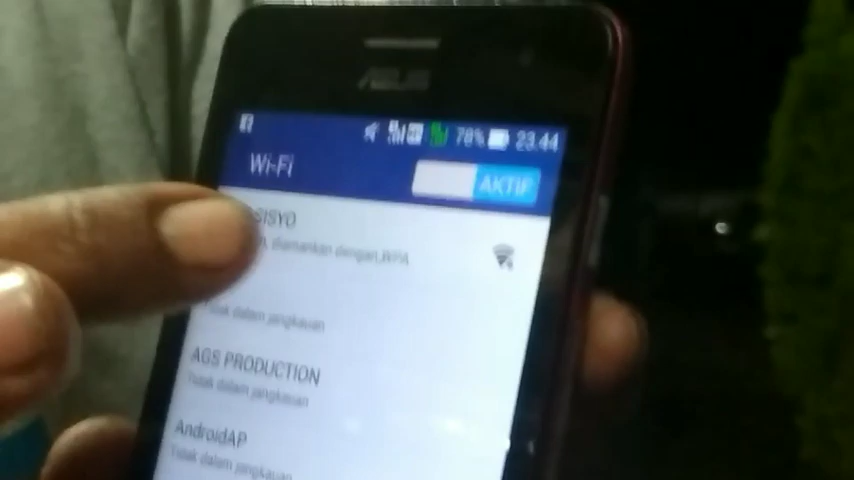 ASUS
78% 23.44
Wi-Fi
AKTIF
SISYO
diamankan dengan WPA
Tidak dalam jangkauan
AGS PRODUCTION
Tidak dalam jangkauan
AndroidAP
Tidak dalam jangkauan